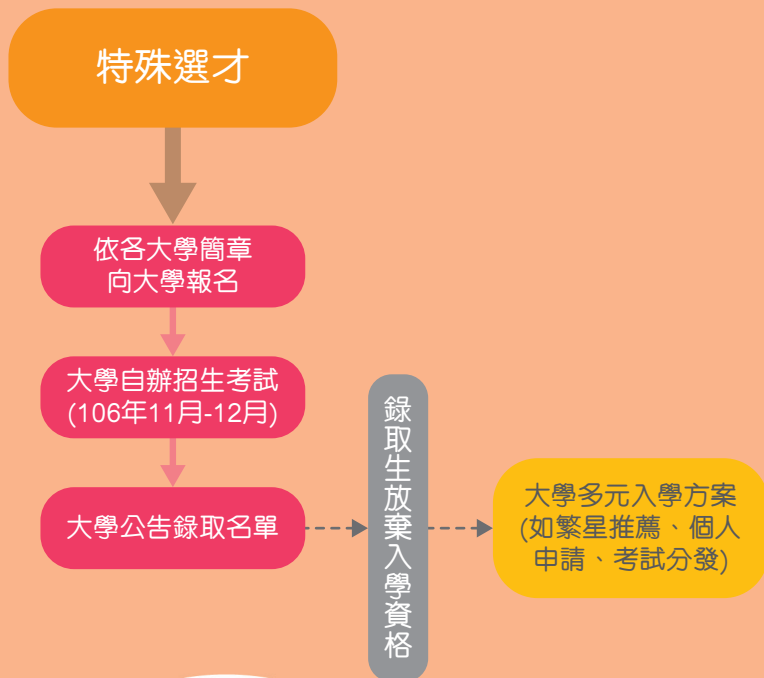 特殊選才
依各大學簡章
向大學報名
大學自辦招生考試
(106年11月-12月)
大學公告錄取名單
錄取生放棄入學資格
大學多元入學方案
(如繁星推薦、個人
申請、考試分發)